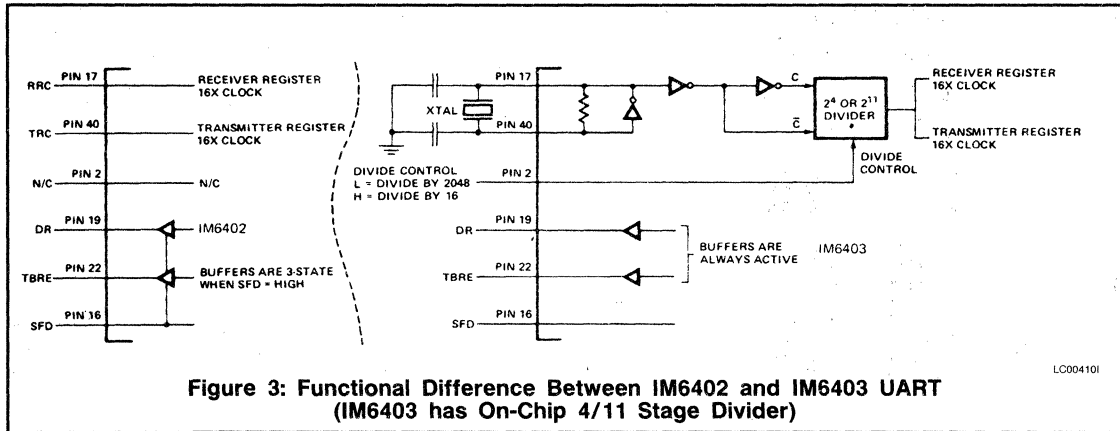 RRC PIN 17 RECEIVER REGISTER
16X CLOCK
TRC PIN 40 TRANSMITTER REGISTER
16X CLOCK
N/C PIN 2 N/C
DR PIN 19 IM6402
TBRE PIN 22 BUFFERS ARE 3-STATE
WHEN SFD = HIGH
SFD PIN 16
PIN 17
XTAL
PIN 40
DIVIDE CONTROL
L = DIVIDE BY 2048
H = DIVIDE BY 16
PIN 2
C
C̅
2⁴ OR 2¹¹
DIVIDER
DIVIDE
CONTROL
RECEIVER REGISTER
16X CLOCK
TRANSMITTER REGISTER
16X CLOCK
DR PIN 19
TBRE PIN 22
BUFFERS ARE
ALWAYS ACTIVE
IM6403
SFD PIN 16
LC00410I
Figure 3: Functional Difference Between IM6402 and IM6403 UART
(IM6403 has On-Chip 4/11 Stage Divider)